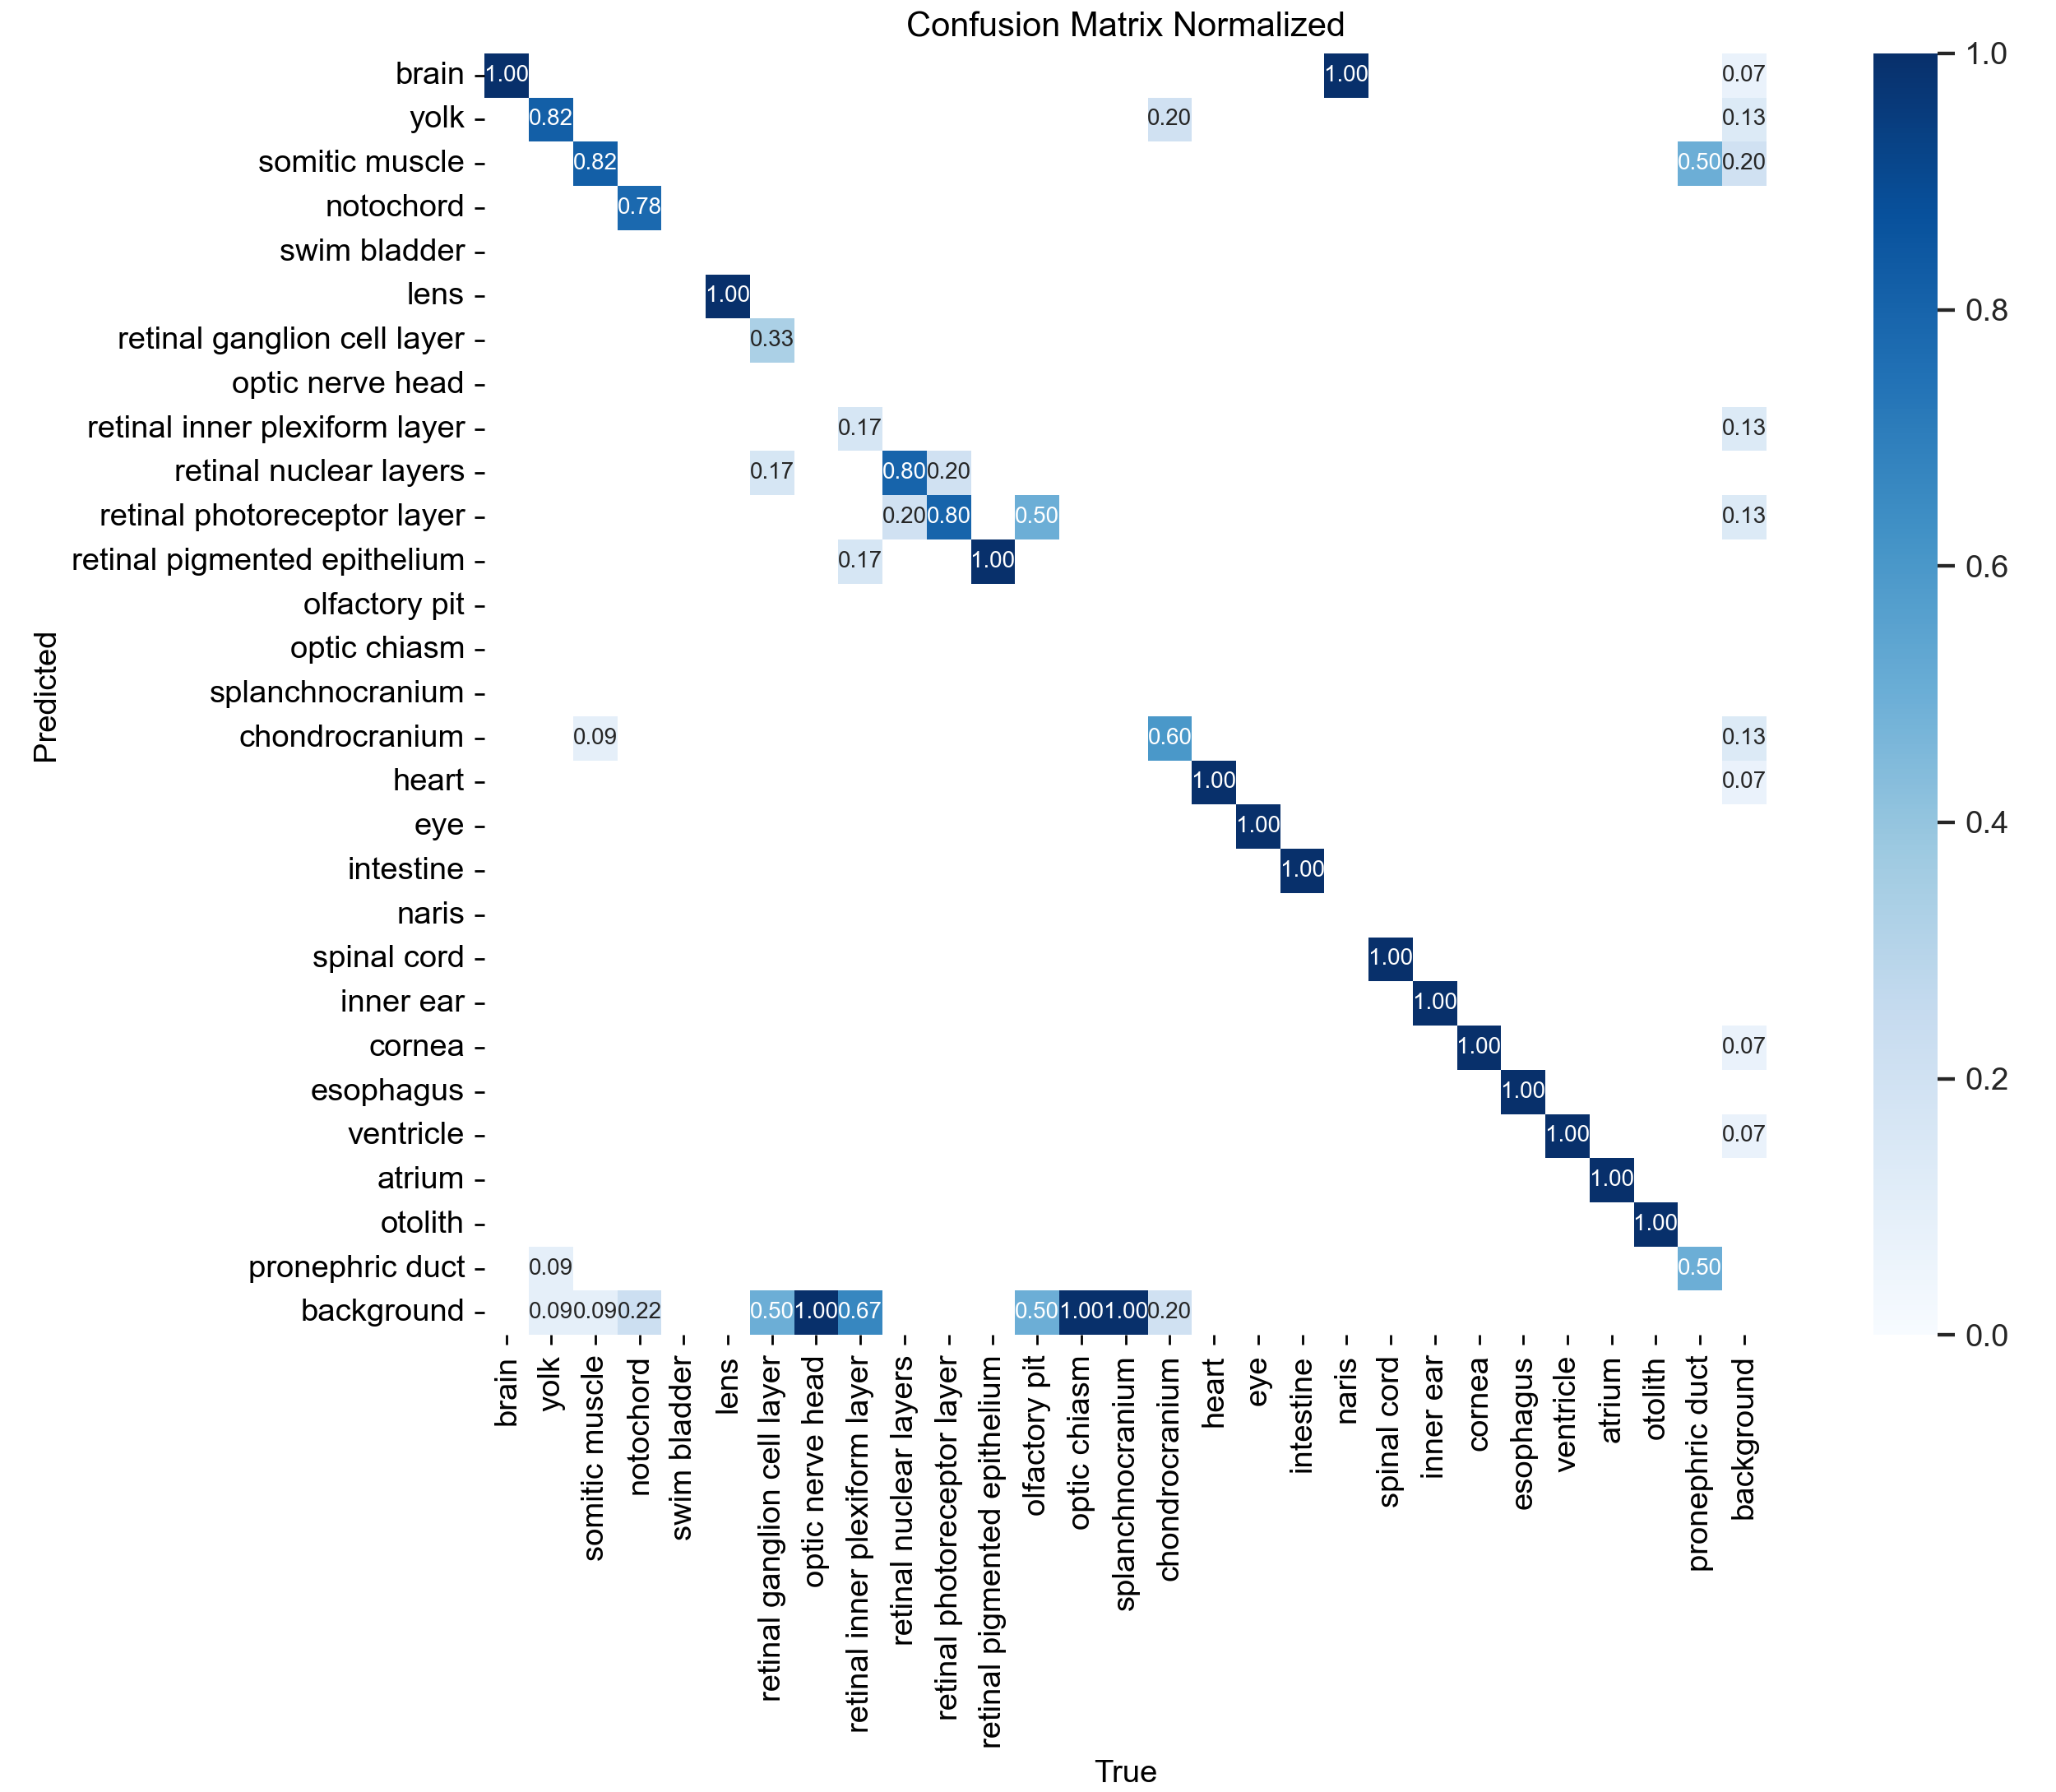 Confusion Matrix Normalized
brain 1.00 1.00 0.07
yolk 0.82 0.20 0.13
somitic muscle 0.82 0.50 0.20
notochord 0.78
swim bladder
lens 1.00
retinal ganglion cell layer 0.33
optic nerve head
retinal inner plexiform layer 0.17 0.13
retinal nuclear layers 0.17 0.80 0.20
retinal photoreceptor layer 0.20 0.80 0.50 0.13
retinal pigmented epithelium 0.17 1.00
olfactory pit
optic chiasm
splanchnocranium
chondrocranium 0.09 0.60 0.13
heart 1.00 0.07
eye 1.00
intestine 1.00
naris
spinal cord 1.00
inner ear 1.00
cornea 1.00 0.07
esophagus 1.00
ventricle 1.00 0.07
atrium 1.00
otolith 1.00
pronephric duct 0.09 0.50
background 0.09 0.09 0.22 0.50 1.00 0.67 0.50 1.00 1.00 0.20
Predicted
brain
yolk
somitic muscle
notochord
swim bladder
lens
retinal ganglion cell layer
optic nerve head
retinal inner plexiform layer
retinal nuclear layers
retinal photoreceptor layer
retinal pigmented epithelium
olfactory pit
optic chiasm
splanchnocranium
chondrocranium
heart
eye
intestine
naris
spinal cord
inner ear
cornea
esophagus
ventricle
atrium
otolith
pronephric duct
background
True
1.0
0.8
0.6
0.4
0.2
0.0